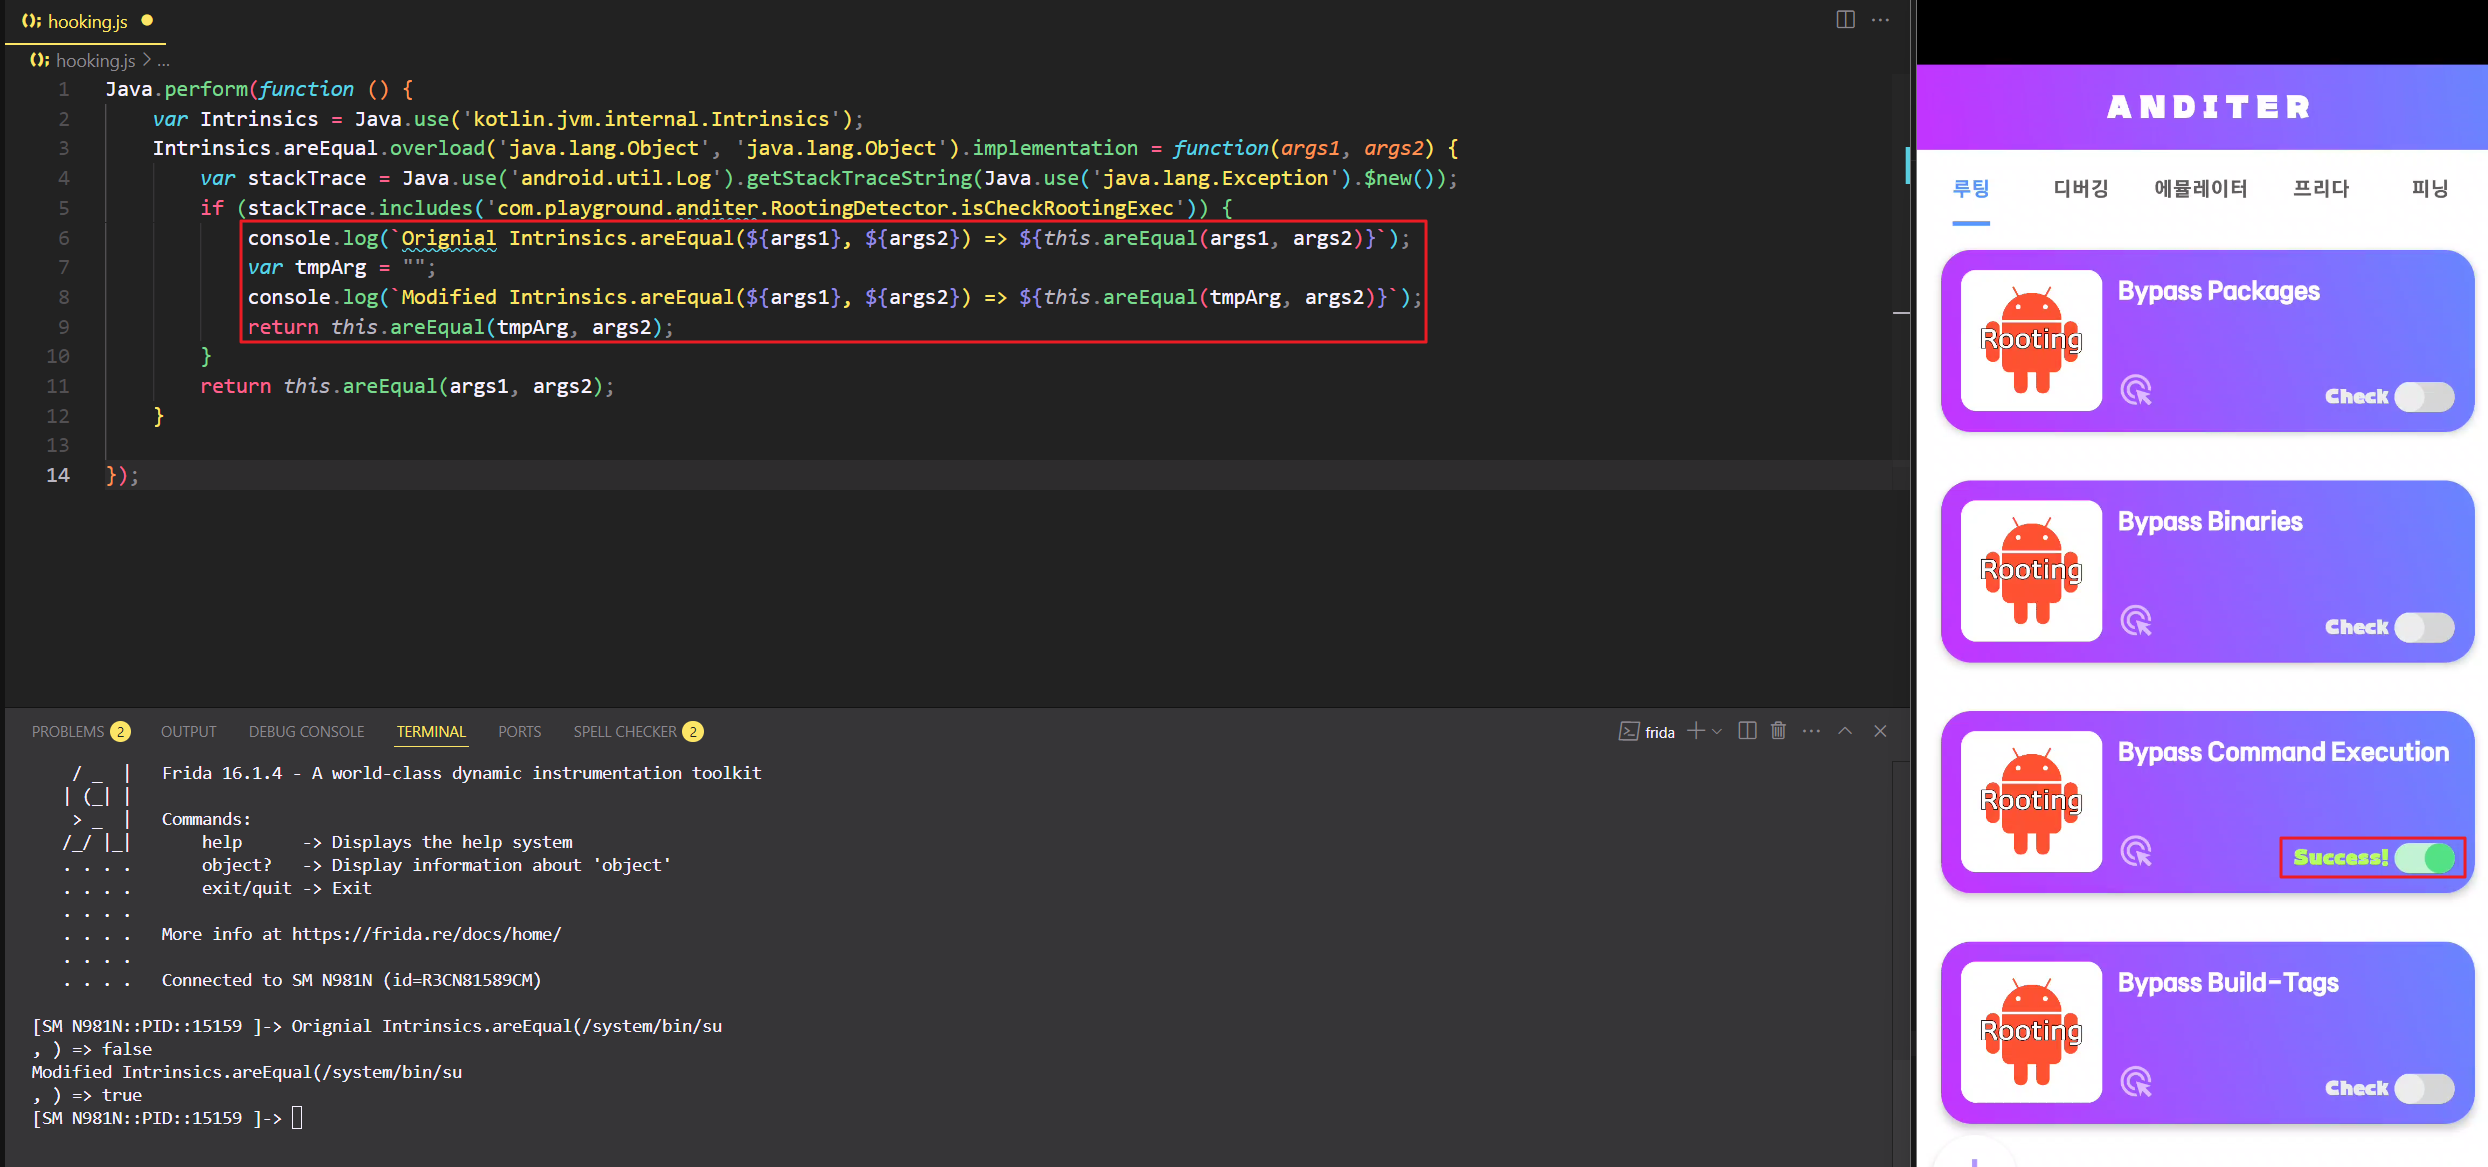 hooking.js
hooking.js > ...
1 Java.perform(function () {
2 var Intrinsics = Java.use('kotlin.jvm.internal.Intrinsics');
3 Intrinsics.areEqual.overload('java.lang.Object', 'java.lang.Object').implementation = function(args1, args2) {
4 var stackTrace = Java.use('android.util.Log').getStackTraceString(Java.use('java.lang.Exception').$new());
5 if (stackTrace.includes('com.playground.anditer.RootingDetector.isCheckRootingExec')) {
6 console.log(`Orignial Intrinsics.areEqual(${args1}, ${args2}) => ${this.areEqual(args1, args2)}`);
7 var tmpArg = "";
8 console.log(`Modified Intrinsics.areEqual(${args1}, ${args2}) => ${this.areEqual(tmpArg, args2)}`);
9 return this.areEqual(tmpArg, args2);
10 }
11 return this.areEqual(args1, args2);
12 }
13
14 });
PROBLEMS 2 OUTPUT DEBUG CONSOLE TERMINAL PORTS SPELL CHECKER 2 frida
/ _ | Frida 16.1.4 - A world-class dynamic instrumentation toolkit
| (_| |
> _ | Commands:
/_/ |_| help -> Displays the help system
. . . . object? -> Display information about 'object'
. . . . exit/quit -> Exit
. . . .
. . . . More info at https://frida.re/docs/home/
. . . .
. . . . Connected to SM N981N (id=R3CN81589CM)
[SM N981N::PID::15159 ]-> Orignial Intrinsics.areEqual(/system/bin/su
, ) => false
Modified Intrinsics.areEqual(/system/bin/su
, ) => true
[SM N981N::PID::15159 ]->
ANDITER
루팅 디버깅 에뮬레이터 프리다 피닝
Bypass Packages
Rooting
Check
Bypass Binaries
Rooting
Check
Bypass Command Execution
Rooting
Success!
Bypass Build-Tags
Rooting
Check